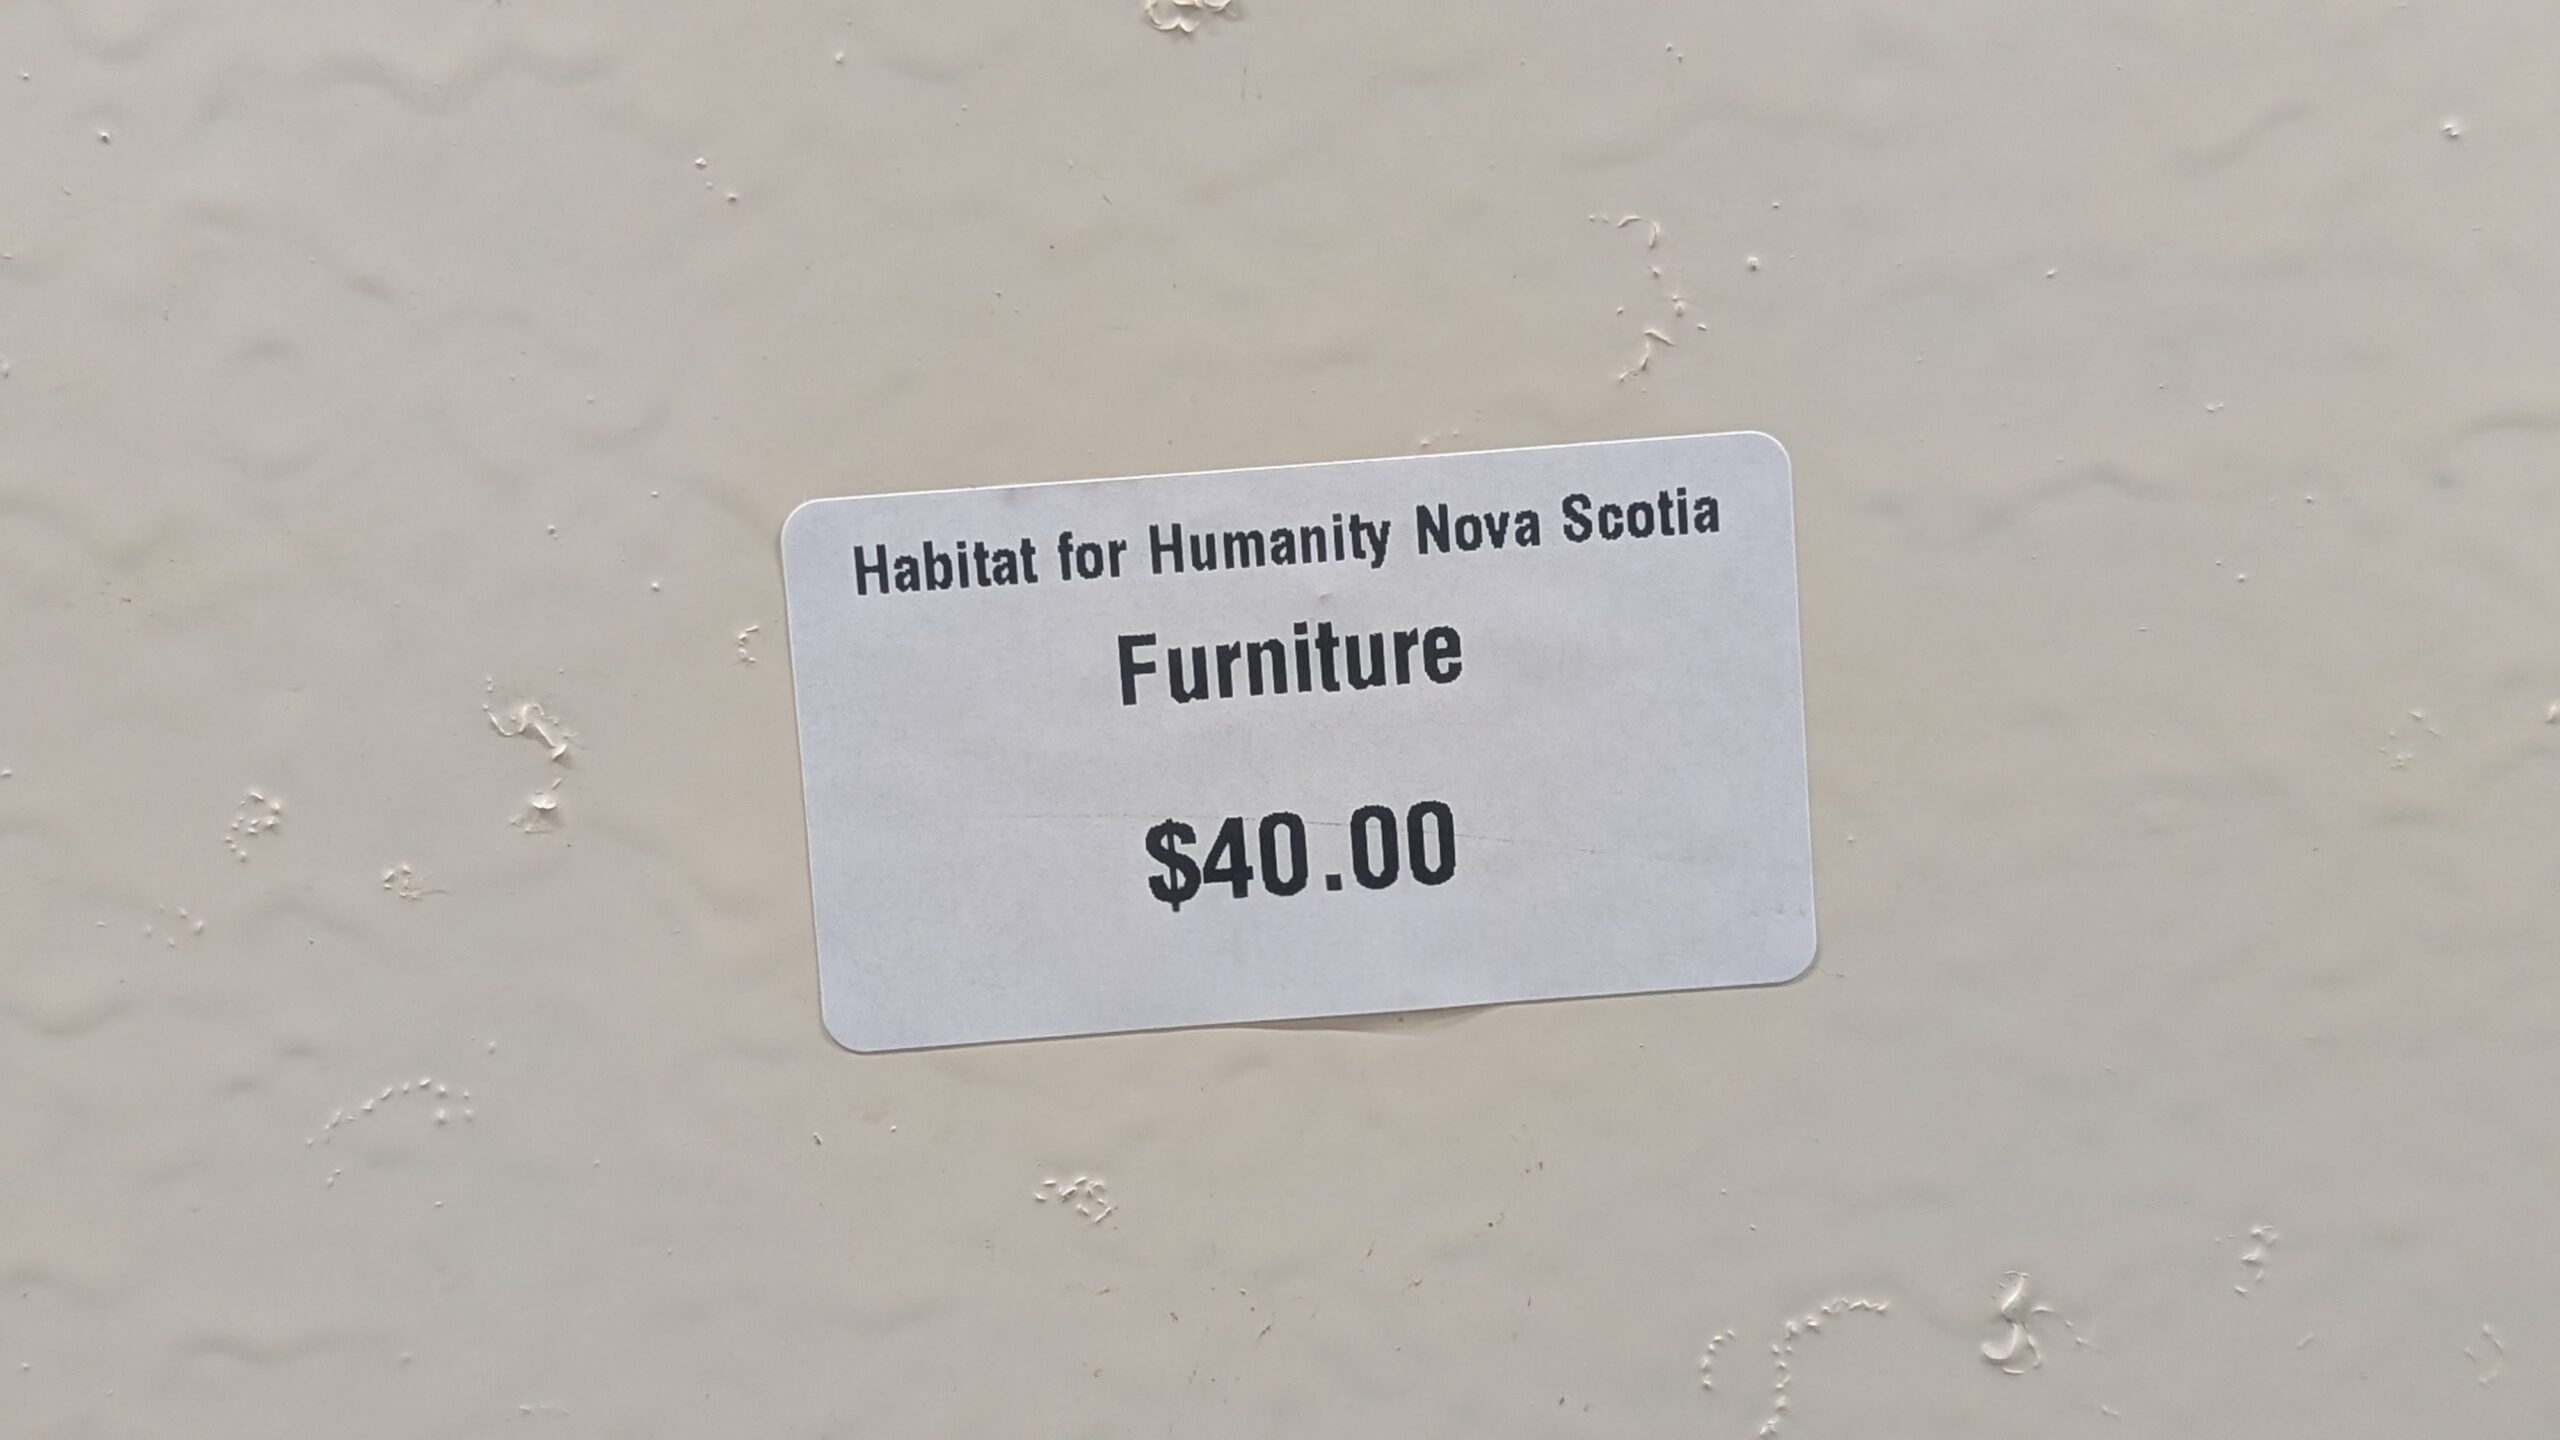 Habitat for Humanity Nova Scotia
Furniture
$40.00